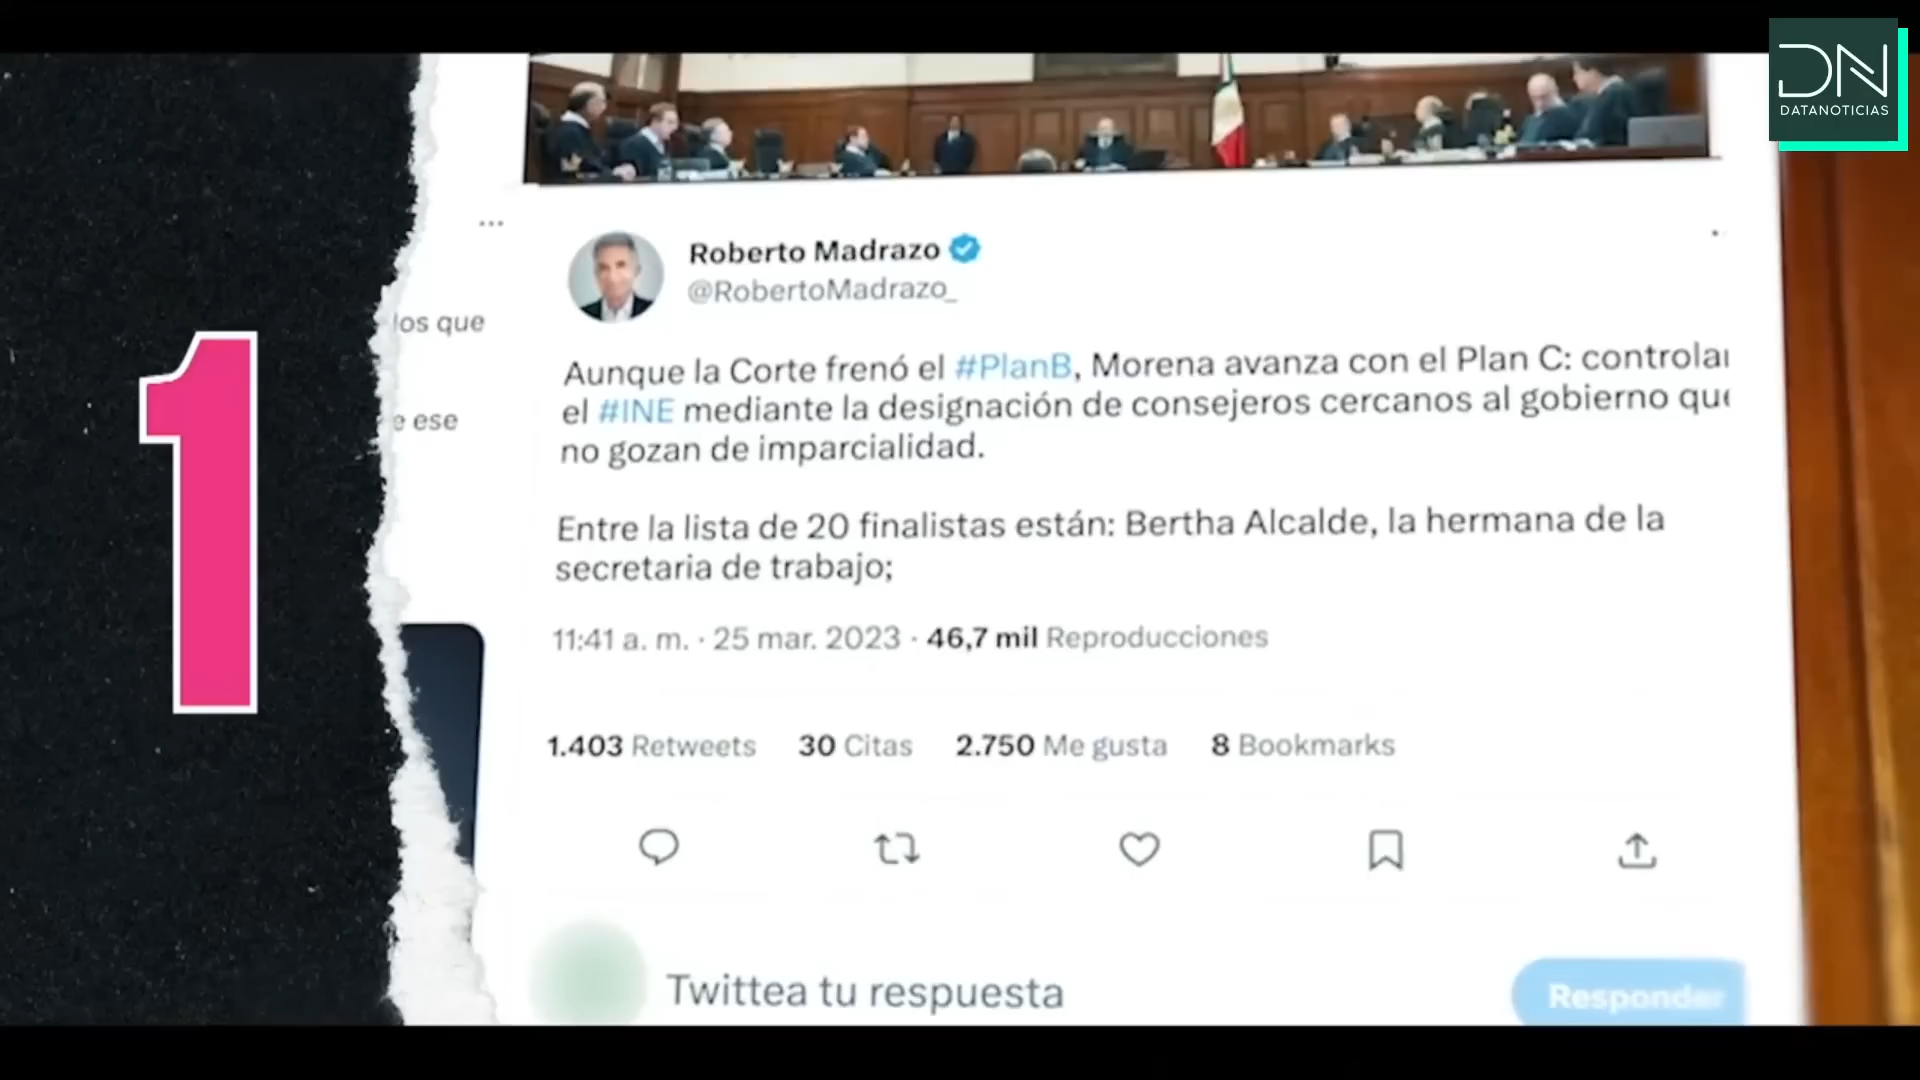 DN
DATANOTICIAS
1
los que
e ese
Roberto Madrazo
@RobertoMadrazo_
Aunque la Corte frenó el #PlanB, Morena avanza con el Plan C: controlar
el #INE mediante la designación de consejeros cercanos al gobierno que
no gozan de imparcialidad.
Entre la lista de 20 finalistas están: Bertha Alcalde, la hermana de la
secretaria de trabajo;
11:41 a. m. · 25 mar. 2023 · 46,7 mil Reproducciones
1.403 Retweets 30 Citas 2.750 Me gusta 8 Bookmarks
Twittea tu respuesta
Responder